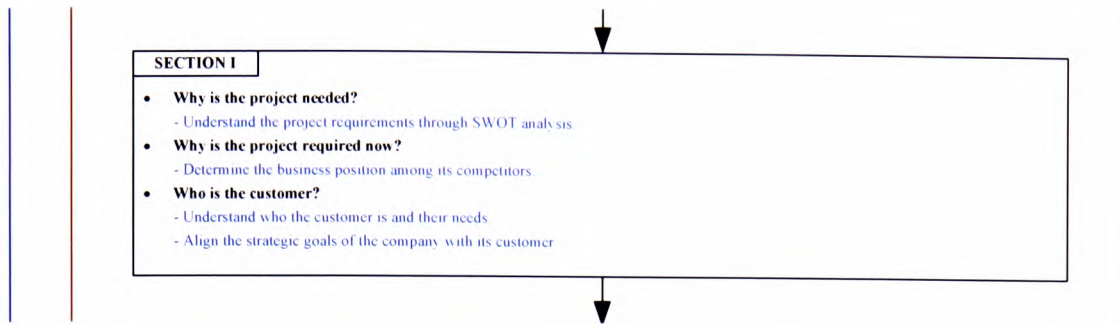 SECTION I
• Why is the project needed?
- Understand the project requirements through SWOT analysis
• Why is the project required now?
- Determine the business position among its competitors
• Who is the customer?
- Understand who the customer is and their needs
- Align the strategic goals of the company with its customer